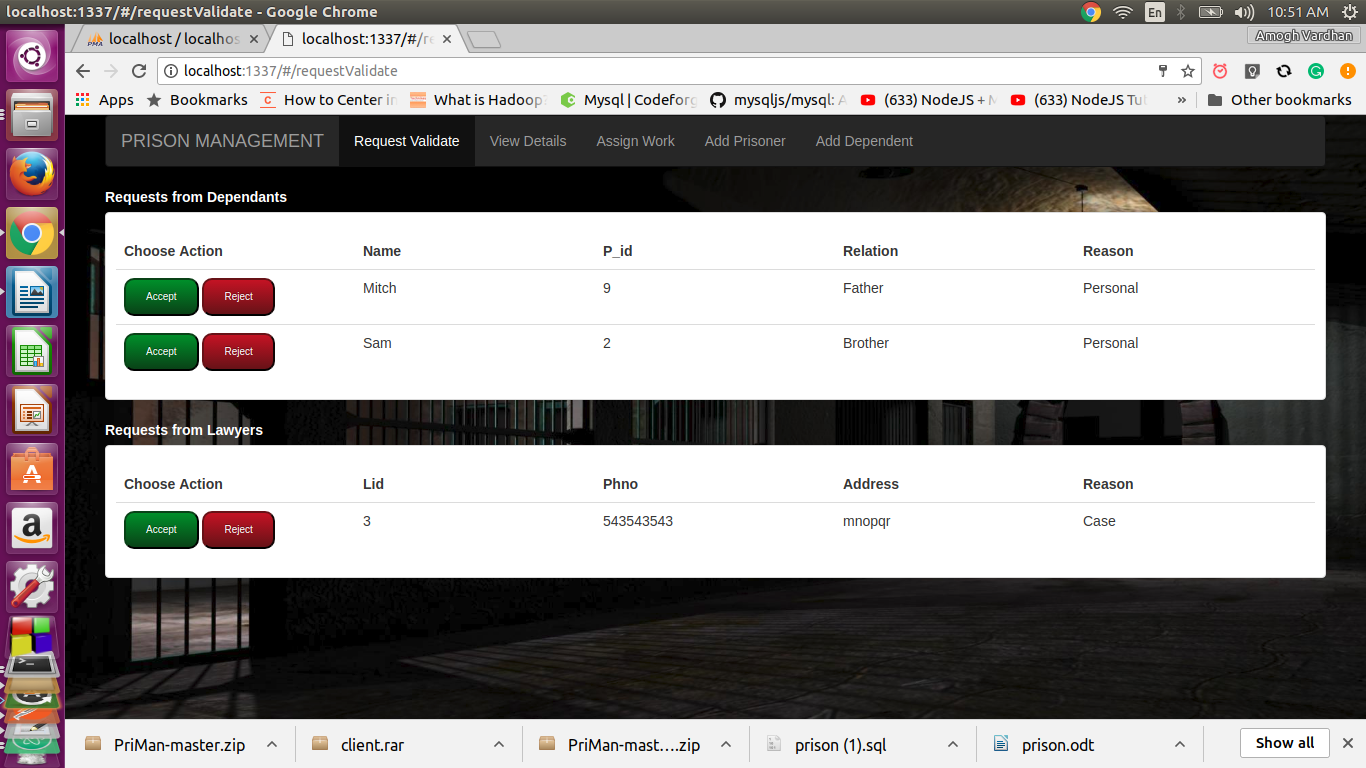 localhost:1337/#/requestValidate - Google Chrome
En
10:51 AM
localhost / localhos
localhost:1337/#/re
Amogh Vardhan
localhost:1337/#/requestValidate
Apps
Bookmarks
How to Center in
What is Hadoop?
Mysql | Codeforg
mysqljs/mysql: A
(633) NodeJS + M
(633) NodeJS Tut
»
Other bookmarks
PRISON MANAGEMENT
Request Validate
View Details
Assign Work
Add Prisoner
Add Dependent
Requests from Dependants
Choose Action Name P_id Relation Reason
Accept Reject Mitch 9 Father Personal
Accept Reject Sam 2 Brother Personal
Requests from Lawyers
Choose Action Lid Phno Address Reason
Accept Reject 3 543543543 mnopqr Case
PriMan-master.zip
client.rar
PriMan-mast....zip
prison (1).sql
prison.odt
Show all